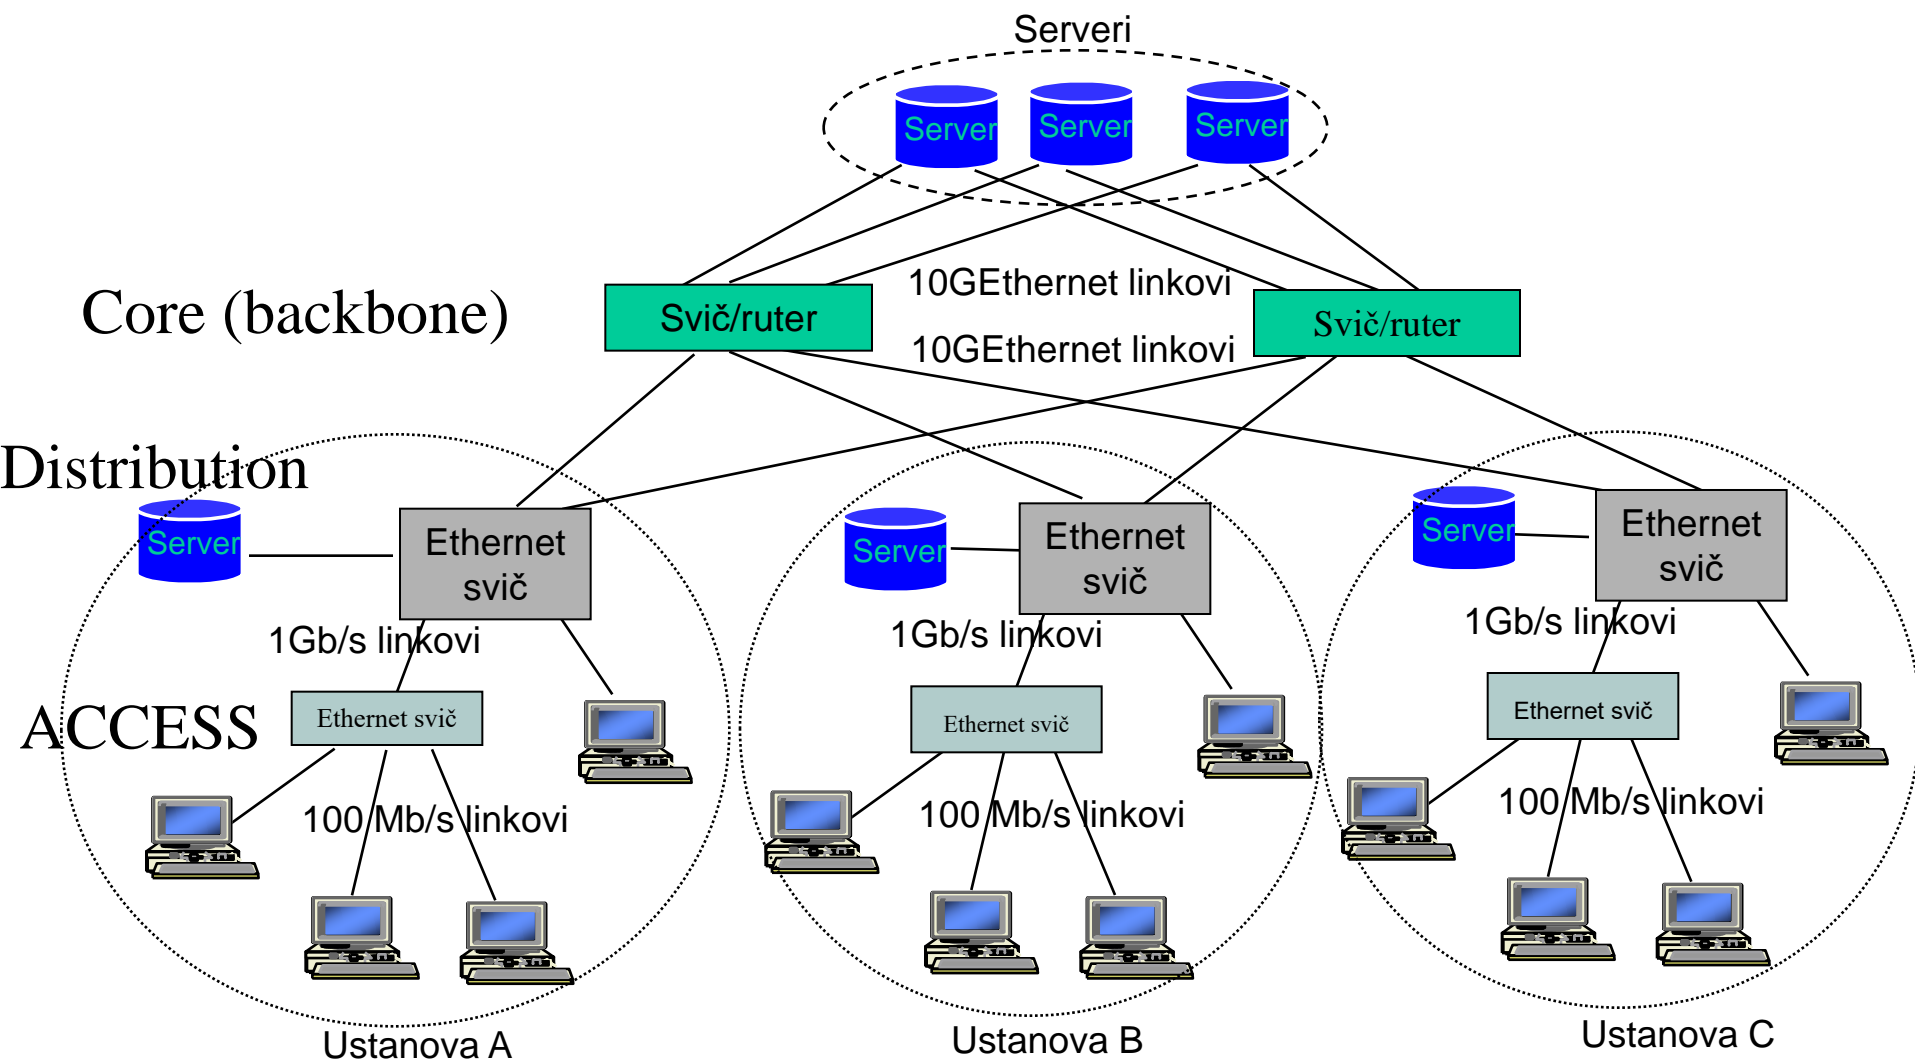 Serveri
Server
Server
Server
Core (backbone)
10GEthernet linkovi
Svič/ruter
Svič/ruter
10GEthernet linkovi
Distribution
Server
Ethernet
svič
Server
Ethernet
svič
Server
Ethernet
svič
1Gb/s linkovi
1Gb/s linkovi
1Gb/s linkovi
ACCESS
Ethernet svič
Ethernet svič
Ethernet svič
100 Mb/s linkovi
100 Mb/s linkovi
100 Mb/s linkovi
Ustanova A
Ustanova B
Ustanova C